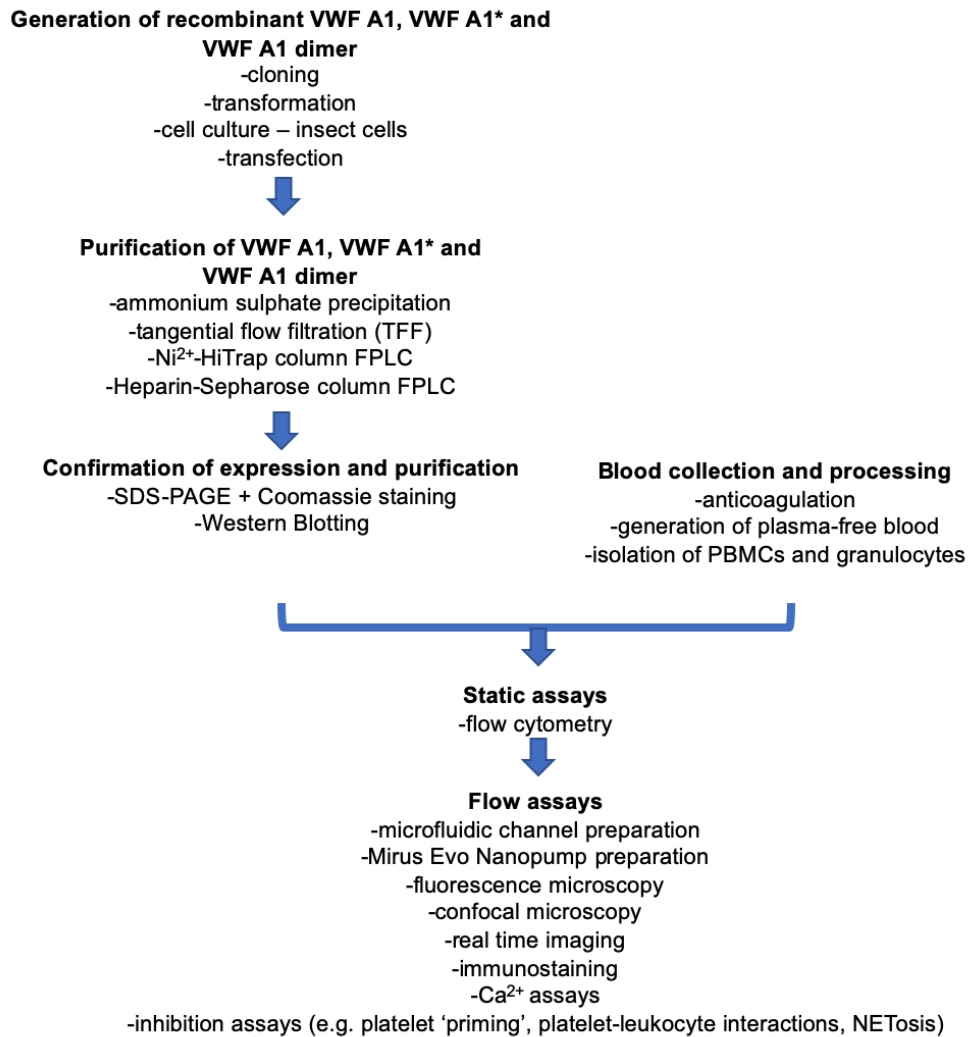 Generation of recombinant VWF A1, VWF A1* and
VWF A1 dimer
-cloning
-transformation
-cell culture – insect cells
-transfection
Purification of VWF A1, VWF A1* and
VWF A1 dimer
-ammonium sulphate precipitation
-tangential flow filtration (TFF)
-Ni²⁺-HiTrap column FPLC
-Heparin-Sepharose column FPLC
Confirmation of expression and purification
-SDS-PAGE + Coomassie staining
-Western Blotting
Blood collection and processing
-anticoagulation
-generation of plasma-free blood
-isolation of PBMCs and granulocytes
Static assays
-flow cytometry
Flow assays
-microfluidic channel preparation
-Mirus Evo Nanopump preparation
-fluorescence microscopy
-confocal microscopy
-real time imaging
-immunostaining
-Ca²⁺ assays
-inhibition assays (e.g. platelet ‘priming’, platelet-leukocyte interactions, NETosis)